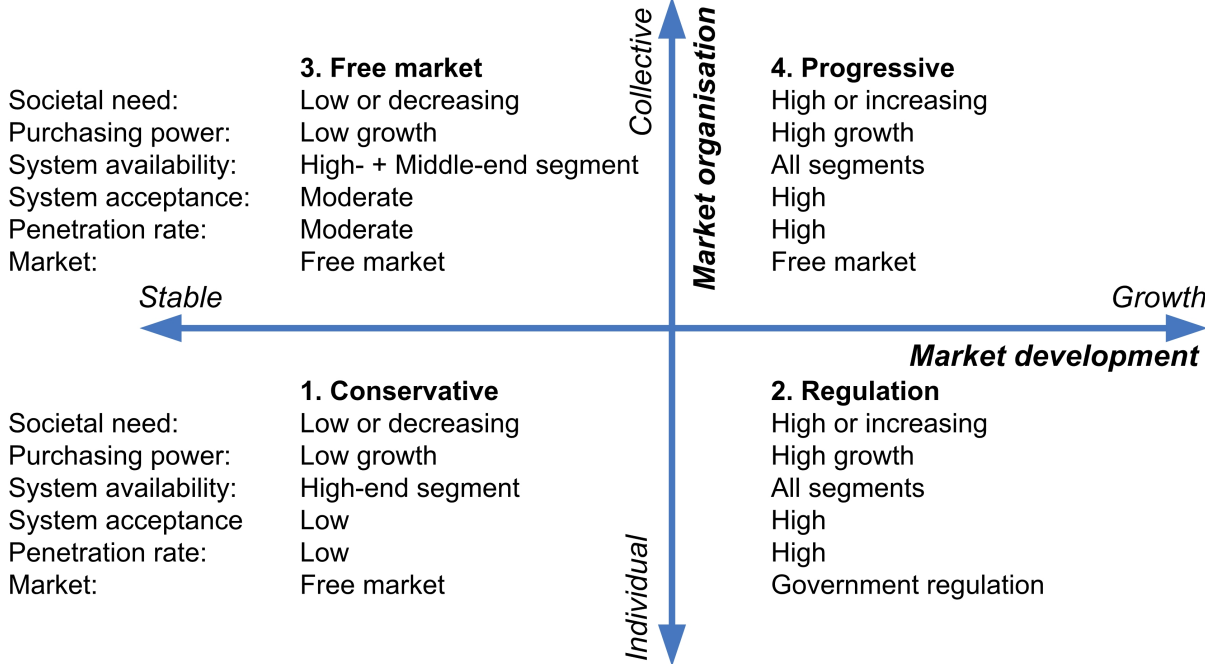 Collective
Market organisation
3. Free market
Societal need: Low or decreasing
Purchasing power: Low growth
System availability: High- + Middle-end segment
System acceptance: Moderate
Penetration rate: Moderate
Market: Free market
4. Progressive
High or increasing
High growth
All segments
High
High
Free market
Stable
Growth
Market development
1. Conservative
Societal need: Low or decreasing
Purchasing power: Low growth
System availability: High-end segment
System acceptance Low
Penetration rate: Low
Market: Free market
2. Regulation
High or increasing
High growth
All segments
High
High
Government regulation
Individual